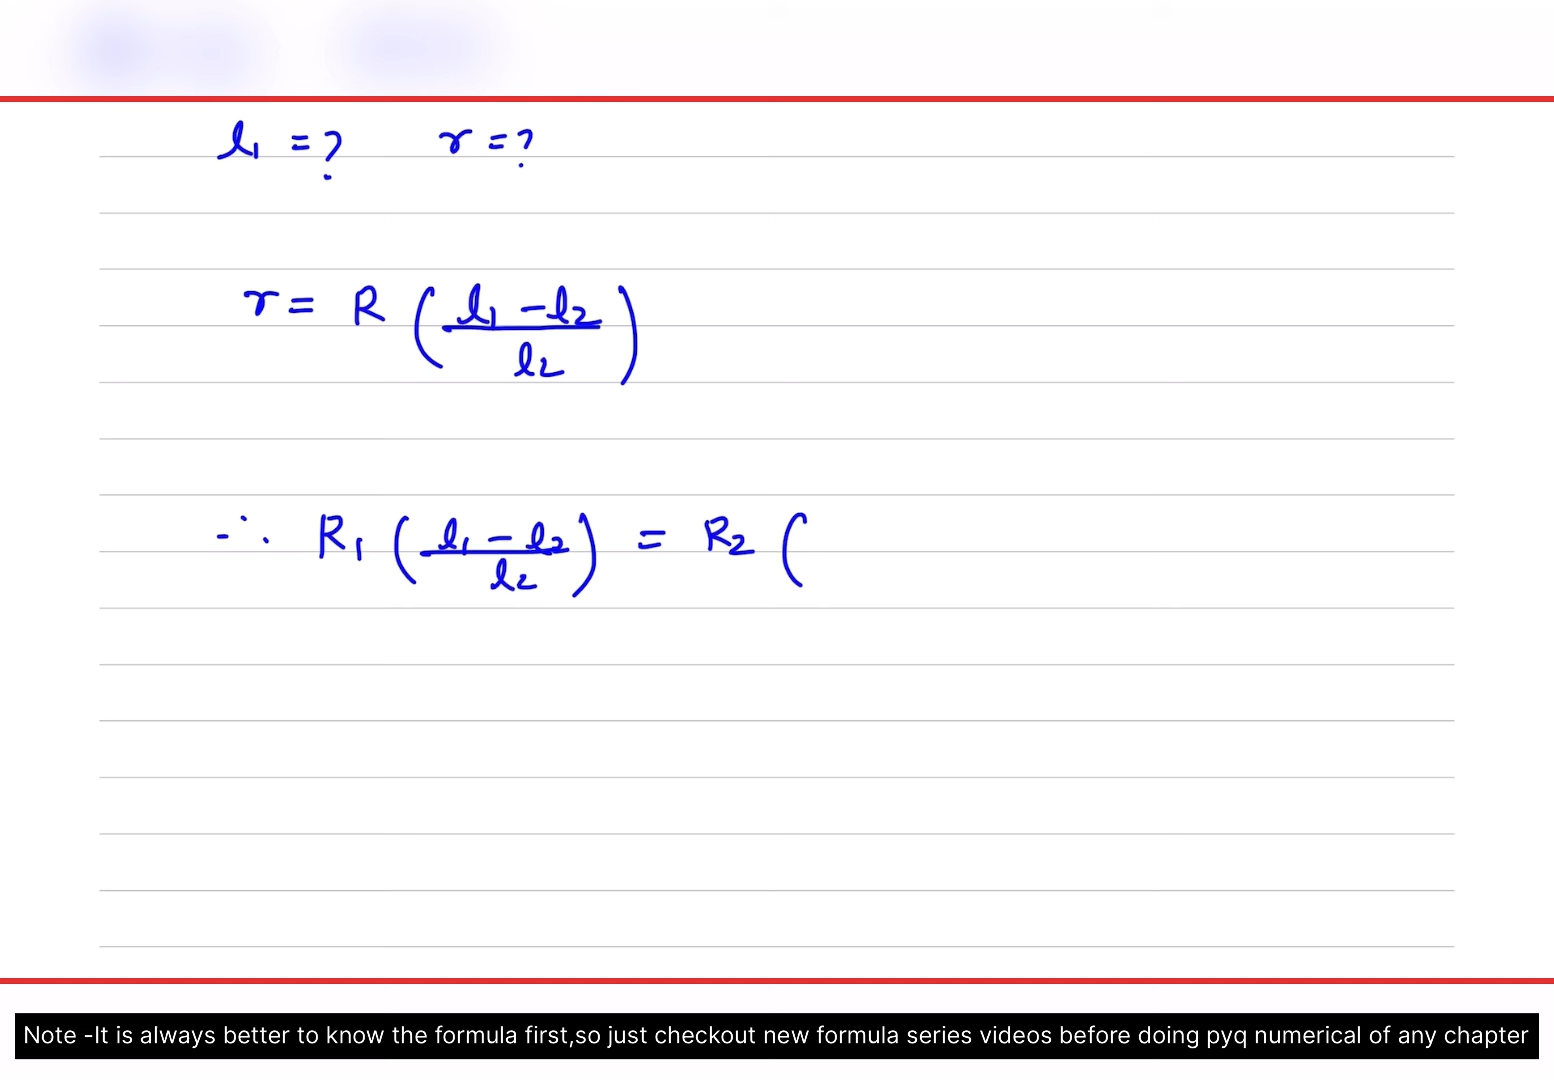 l₁ = ? r = ?
r = R ( (l₁ - l₂) / l₂ )
∴ R₁ ( (l₁ - l₂) / l₂ ) = R₂ (
Note -It is always better to know the formula first,so just checkout new formula series videos before doing pyq numerical of any chapter